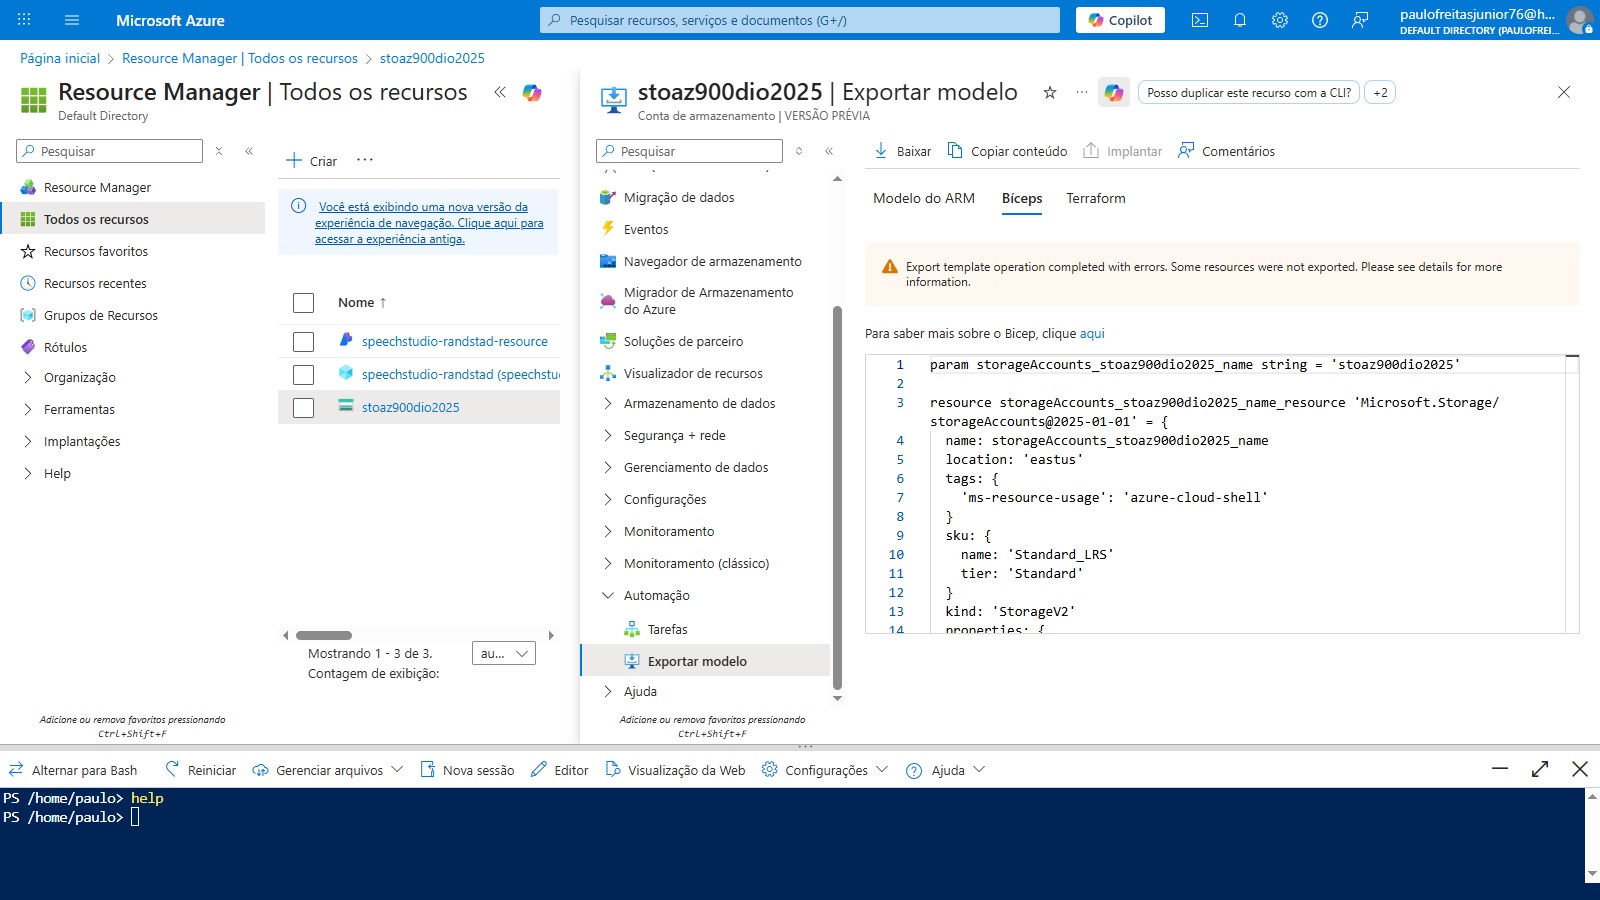 Microsoft Azure
Pesquisar recursos, serviços e documentos (G+/)
Copilot
paulofreitasjunior76@h...
DEFAULT DIRECTORY (PAULOFREI...
Página inicial > Resource Manager | Todos os recursos > stoaz900dio2025
Resource Manager | Todos os recursos
Default Directory
Pesquisar
Resource Manager
Todos os recursos
Recursos favoritos
Recursos recentes
Grupos de Recursos
Rótulos
Organização
Ferramentas
Implantações
Help
Adicione ou remova favoritos pressionando
Ctrl+Shift+F
Criar
Você está exibindo uma nova versão da
experiência de navegação. Clique aqui para
acessar a experiência antiga.
Nome ↑
speechstudio-randstad-resource
speechstudio-randstad (speechstu
stoaz900dio2025
Mostrando 1 - 3 de 3.
Contagem de exibição:
au...
stoaz900dio2025 | Exportar modelo
Conta de armazenamento | VERSÃO PRÉVIA
Posso duplicar este recurso com a CLI?
+2
Pesquisar
Migração de dados
Eventos
Navegador de armazenamento
Migrador de Armazenamento
do Azure
Soluções de parceiro
Visualizador de recursos
Armazenamento de dados
Segurança + rede
Gerenciamento de dados
Configurações
Monitoramento
Monitoramento (clássico)
Automação
Tarefas
Exportar modelo
Ajuda
Adicione ou remova favoritos pressionando
Ctrl+Shift+F
Baixar
Copiar conteúdo
Implantar
Comentários
Modelo do ARM
Bíceps
Terraform
Export template operation completed with errors. Some resources were not exported. Please see details for more
information.
Para saber mais sobre o Bicep, clique aqui
1 param storageAccounts_stoaz900dio2025_name string = 'stoaz900dio2025'
2
3 resource storageAccounts_stoaz900dio2025_name_resource 'Microsoft.Storage/
storageAccounts@2025-01-01' = {
4 name: storageAccounts_stoaz900dio2025_name
5 location: 'eastus'
6 tags: {
7 'ms-resource-usage': 'azure-cloud-shell'
8 }
9 sku: {
10 name: 'Standard_LRS'
11 tier: 'Standard'
12 }
13 kind: 'StorageV2'
14 properties: {
Alternar para Bash
Reiniciar
Gerenciar arquivos
Nova sessão
Editor
Visualização da Web
Configurações
Ajuda
PS /home/paulo> help
PS /home/paulo>